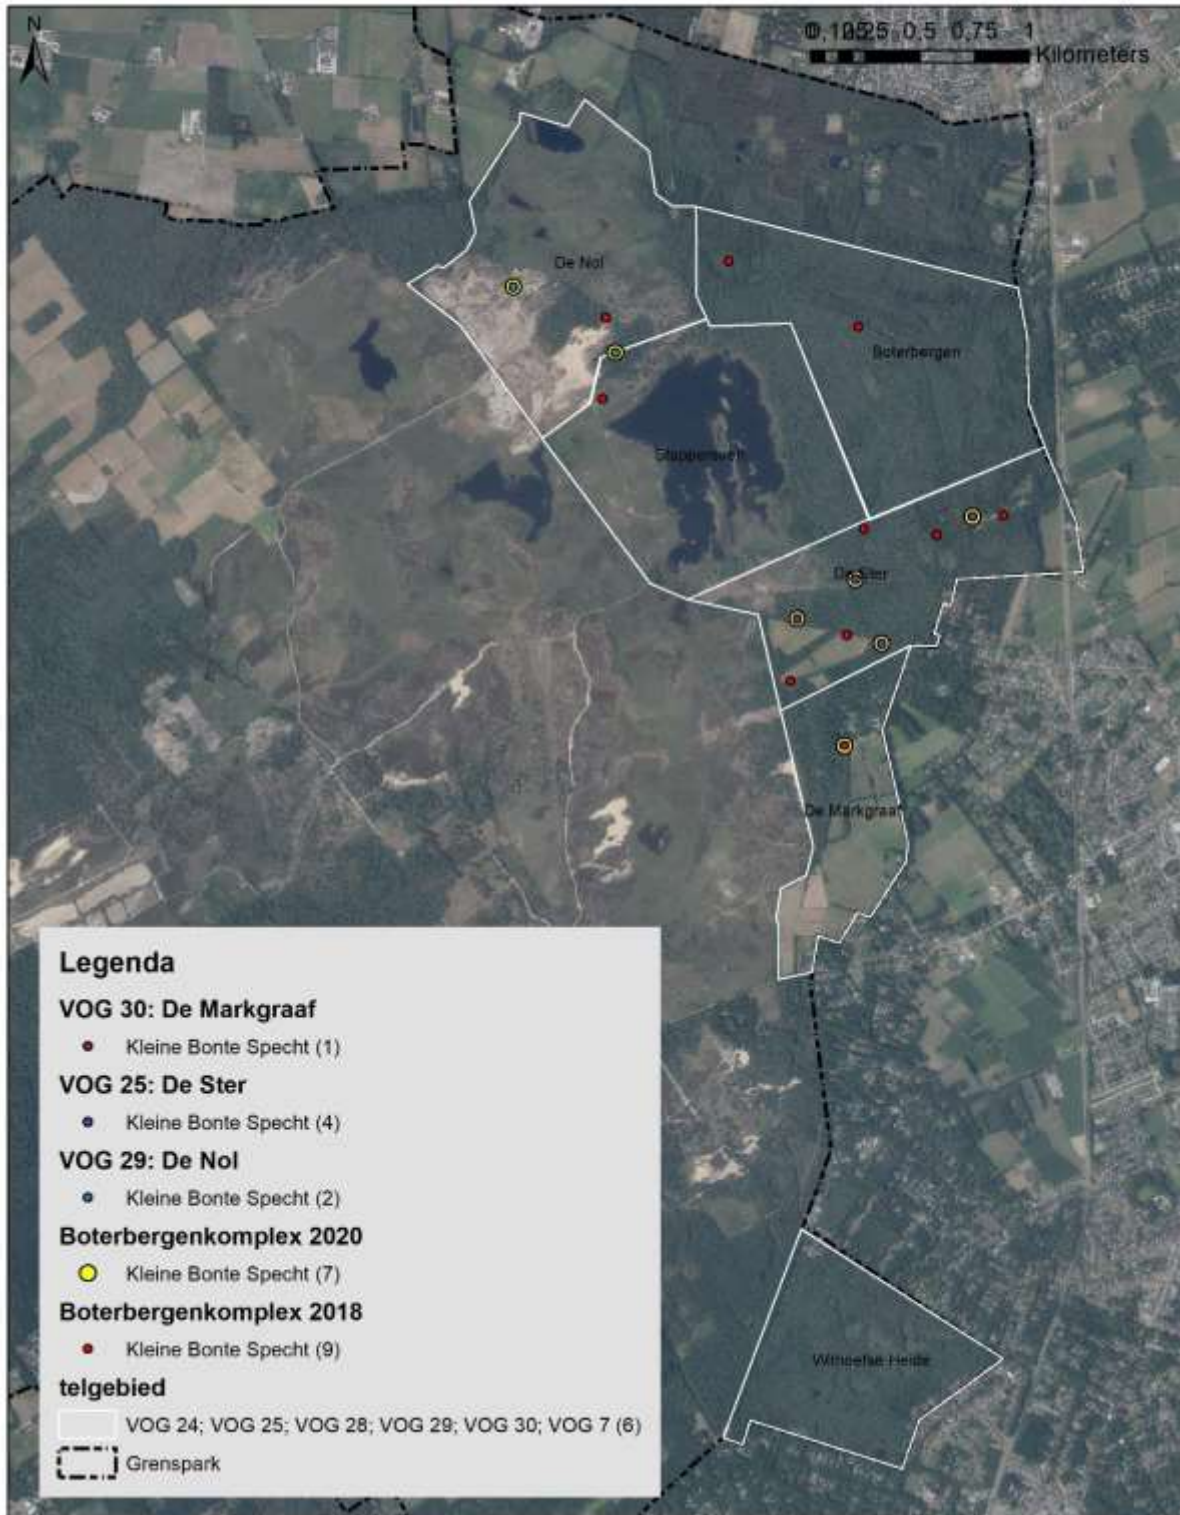 N
0,5 0,75 1
Kilometers
De Nol
Boterbergen
Stappersven
De Ster
De Markgraaf
Withoefse Heide
Legenda
VOG 30: De Markgraaf
Kleine Bonte Specht (1)
VOG 25: De Ster
Kleine Bonte Specht (4)
VOG 29: De Nol
Kleine Bonte Specht (2)
Boterbergenkomplex 2020
Kleine Bonte Specht (7)
Boterbergenkomplex 2018
Kleine Bonte Specht (9)
telgebied
VOG 24; VOG 25; VOG 28; VOG 29; VOG 30; VOG 7 (6)
Grenspark